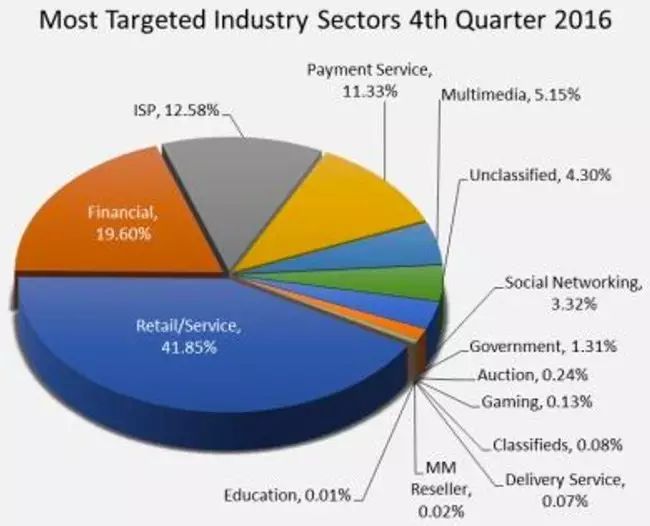 Most Targeted Industry Sectors 4th Quarter 2016
Payment Service,
11.33%
Multimedia, 5.15%
ISP, 12.58%
Unclassified, 4.30%
Financial,
19.60%
Social Networking,
3.32%
Retail/Service,
41.85%
Government, 1.31%
Auction, 0.24%
Gaming, 0.13%
Classifieds, 0.08%
Delivery Service,
0.07%
MM
Reseller,
0.02%
Education, 0.01%